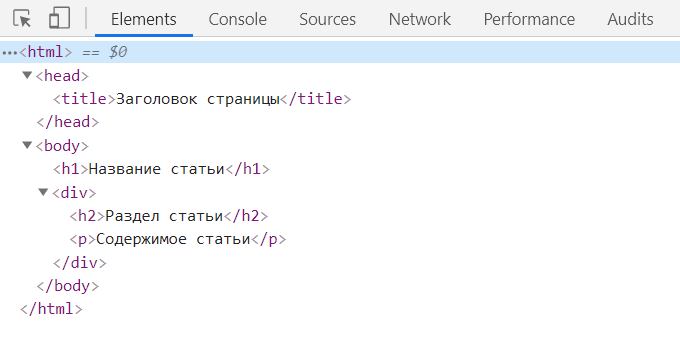 Elements Console Sources Network Performance Audits
…<html> == $0
<head>
<title>Заголовок страницы</title>
</head>
<body>
<h1>Название статьи</h1>
<div>
<h2>Раздел статьи</h2>
<p>Содержимое статьи</p>
</div>
</body>
</html>